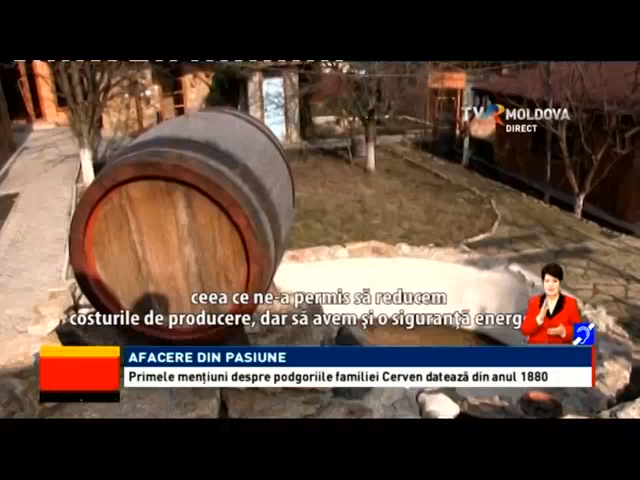 TVR MOLDOVA
DIRECT
ceea ce ne-a permis să reducem
costurile de producere, dar să avem și o siguranță
AFACERE DIN PASIUNE
Primele mențiuni despre podgoriile familiei Cerven datează din anul 1880